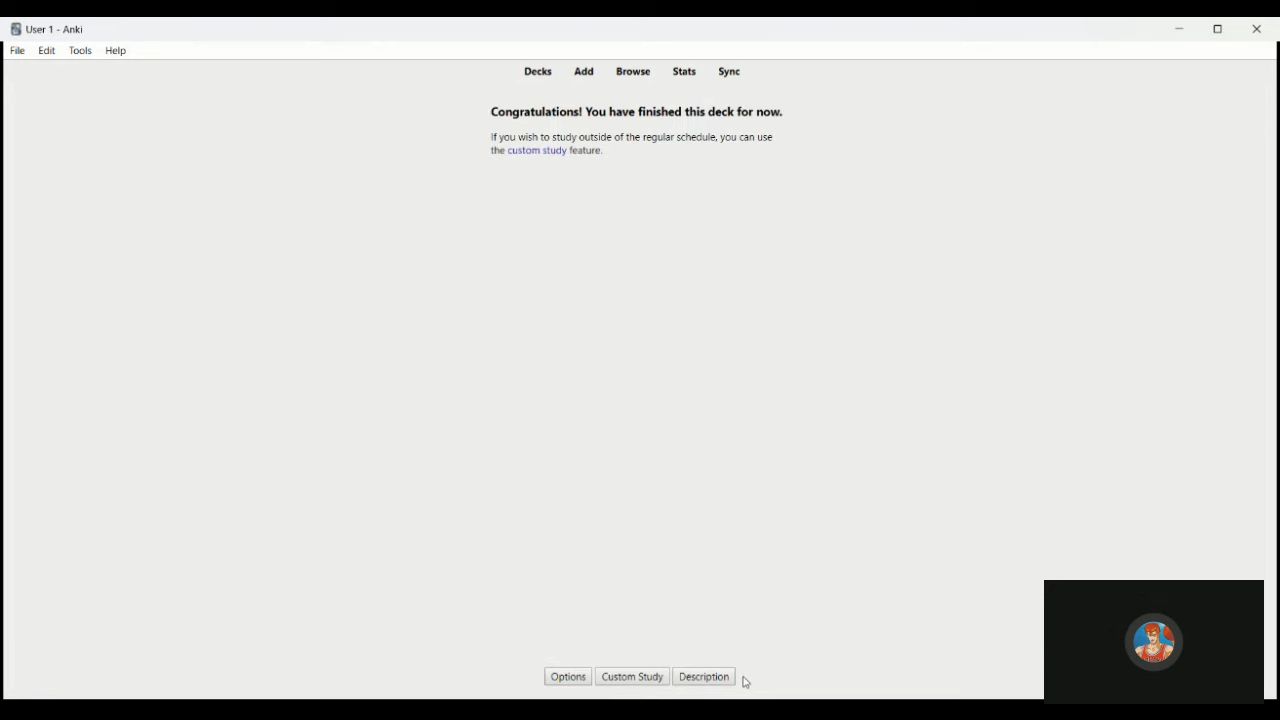 User 1 - Anki
File Edit Tools Help
Decks Add Browse Stats Sync
Congratulations! You have finished this deck for now.
If you wish to study outside of the regular schedule, you can use
the custom study feature.
Options Custom Study Description